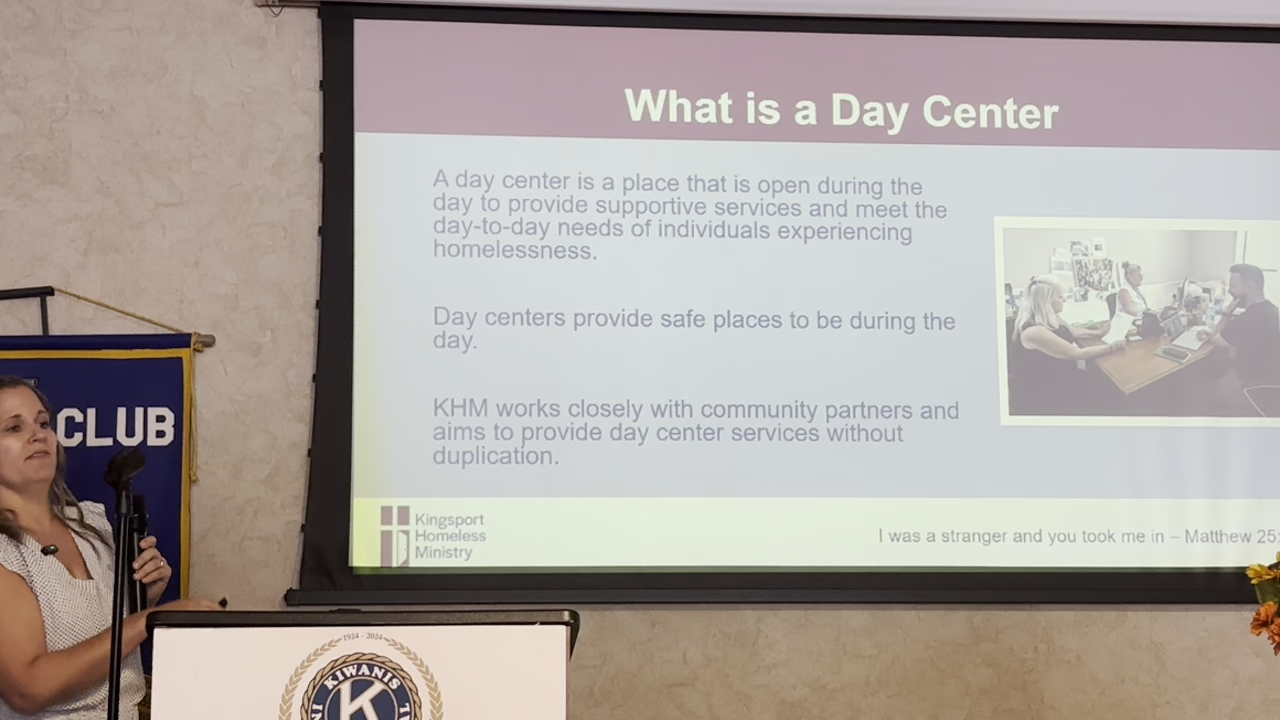 What is a Day Center
A day center is a place that is open during the
day to provide supportive services and meet the
day-to-day needs of individuals experiencing
homelessness.
Day centers provide safe places to be during the
day.
KHM works closely with community partners and
aims to provide day center services without
duplication.
Kingsport
Homeless
Ministry
I was a stranger and you took me in – Matthew 25:
CLUB
1924 - 2024
KIWANIS
K